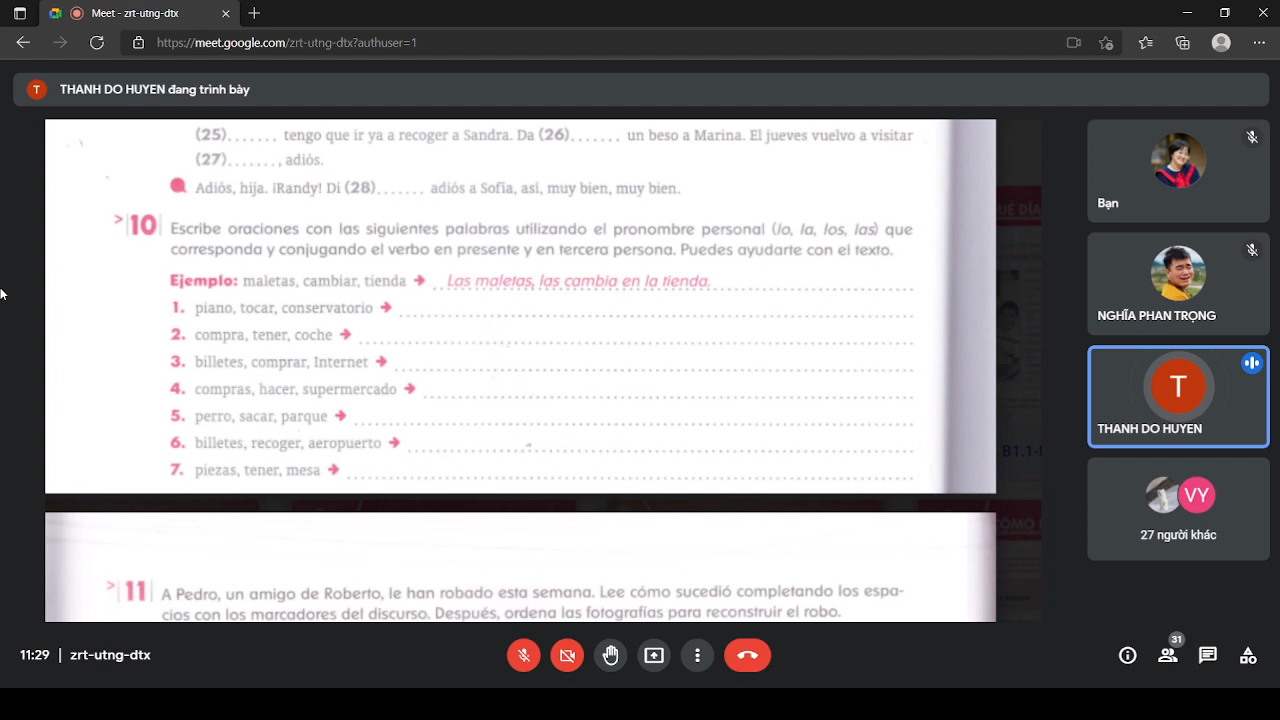 Meet - zrt-utng-dtx
https://meet.google.com/zrt-utng-dtx?authuser=1
T THANH DO HUYEN đang trình bày
(25)....... tengo que ir ya a recoger a Sandra. Da (26)....... un beso a Marina. El jueves vuelvo a visitar
(27)......., adiós.
Adiós, hija. ¡Randy! Di (28)....... adiós a Sofía, así, muy bien, muy bien.
> 10 Escribe oraciones con las siguientes palabras utilizando el pronombre personal (lo, la, los, las) que
corresponda y conjugando el verbo en presente y en tercera persona. Puedes ayudarte con el texto.
Ejemplo: maletas, cambiar, tienda → Las maletas, las cambia en la tienda.
1. piano, tocar, conservatorio →
2. compra, tener, coche →
3. billetes, comprar, Internet →
4. compras, hacer, supermercado →
5. perro, sacar, parque →
6. billetes, recoger, aeropuerto →
7. piezas, tener, mesa →
> 11 A Pedro, un amigo de Roberto, le han robado esta semana. Lee cómo sucedió completando los espa-
cios con los marcadores del discurso. Después, ordena las fotografías para reconstruir el robo.
B1.1-
Bạn
NGHĨA PHAN TRỌNG
T
THANH DO HUYEN
VY
27 người khác
11:29 | zrt-utng-dtx
31